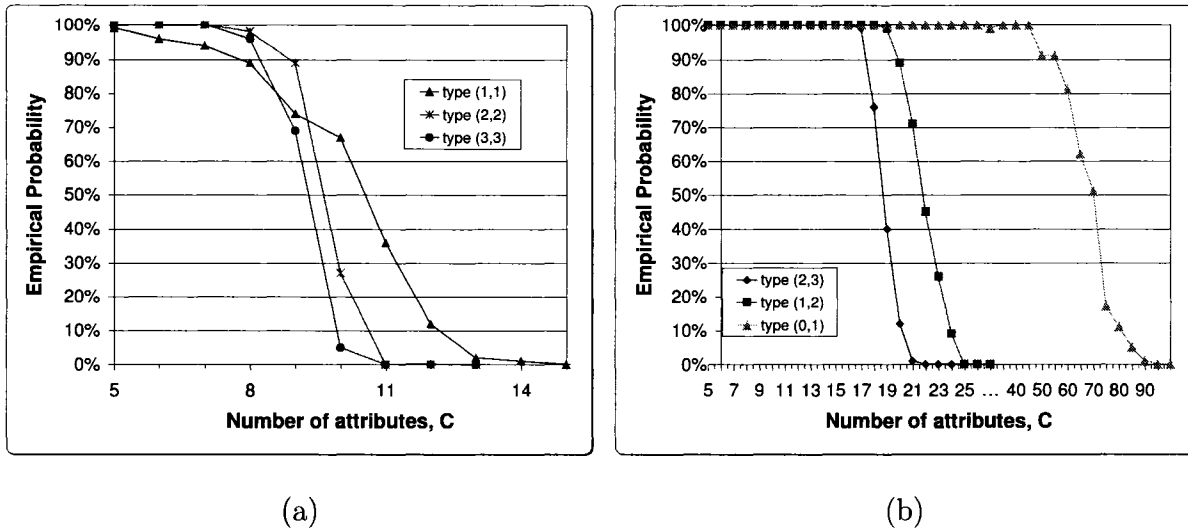 100%
90%
80%
70%
60%
50%
40%
30%
20%
10%
0%
Empirical Probability
type (1,1)
type (2,2)
type (3,3)
5 8 11 14
Number of attributes, C
(a)
100%
90%
80%
70%
60%
50%
40%
30%
20%
10%
0%
Empirical Probability
type (2,3)
type (1,2)
type (0,1)
5 7 9 11 13 15 17 19 21 23 25 ... 40 50 60 70 80 90
Number of attributes, C
(b)